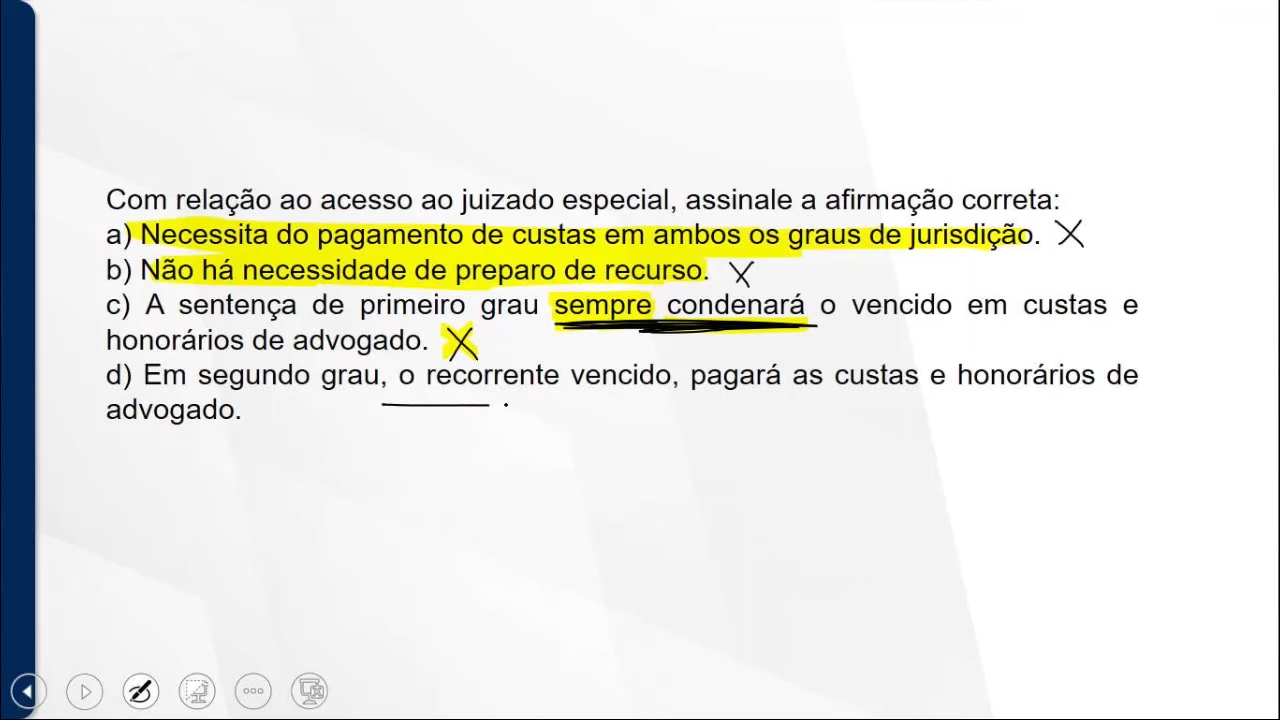 Com relação ao acesso ao juizado especial, assinale a afirmação correta:
a) Necessita do pagamento de custas em ambos os graus de jurisdição. X
b) Não há necessidade de preparo de recurso. X
c) A sentença de primeiro grau sempre condenará o vencido em custas e
honorários de advogado. X
d) Em segundo grau, o recorrente vencido, pagará as custas e honorários de
advogado.